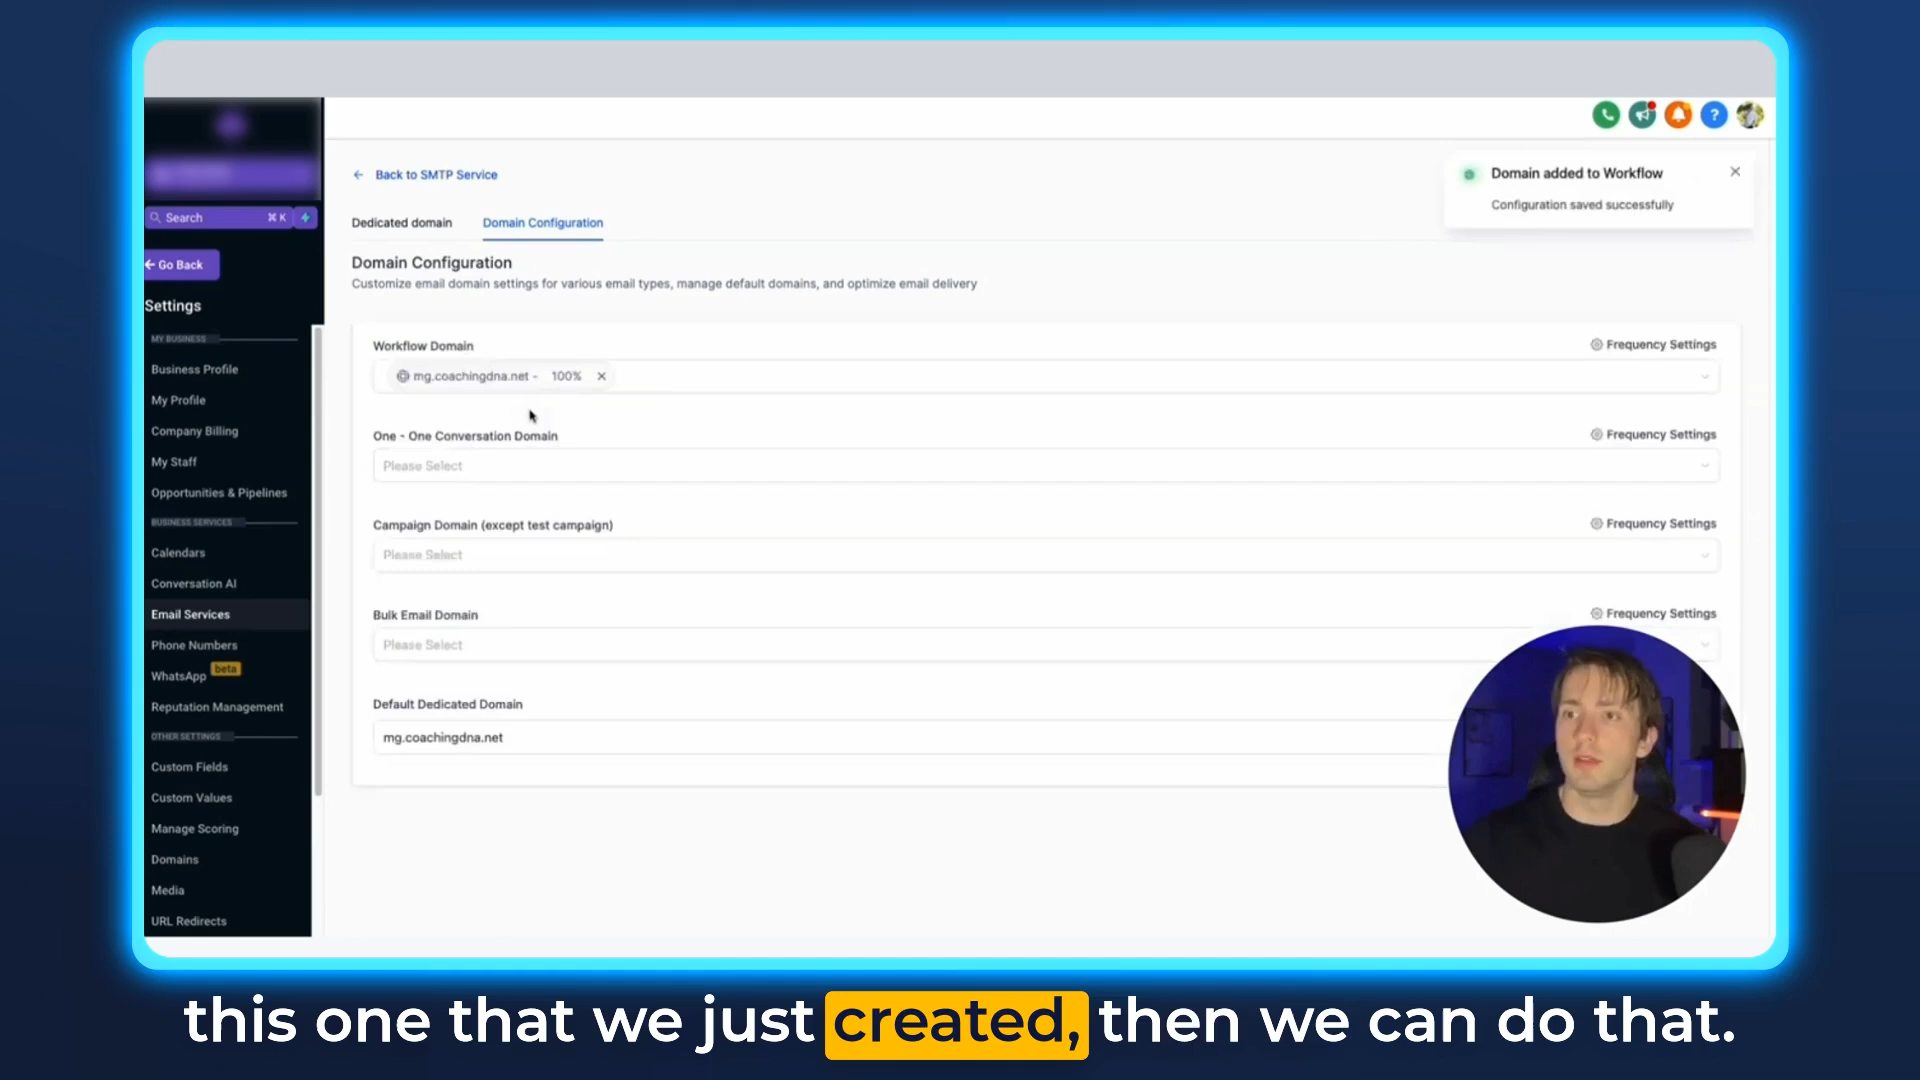 Search
⌘ K
Go Back
Settings
MY BUSINESS
Business Profile
My Profile
Company Billing
My Staff
Opportunities & Pipelines
BUSINESS SERVICES
Calendars
Conversation AI
Email Services
Phone Numbers
WhatsApp beta
Reputation Management
OTHER SETTINGS
Custom Fields
Custom Values
Manage Scoring
Domains
Media
URL Redirects
Back to SMTP Service
Dedicated domain
Domain Configuration
Domain Configuration
Customize email domain settings for various email types, manage default domains, and optimize email delivery
Domain added to Workflow
Configuration saved successfully
Workflow Domain
Frequency Settings
mg.coachingdna.net - 100%
One - One Conversation Domain
Frequency Settings
Please Select
Campaign Domain (except test campaign)
Frequency Settings
Please Select
Bulk Email Domain
Frequency Settings
Please Select
Default Dedicated Domain
mg.coachingdna.net
this one that we just created, then we can do that.